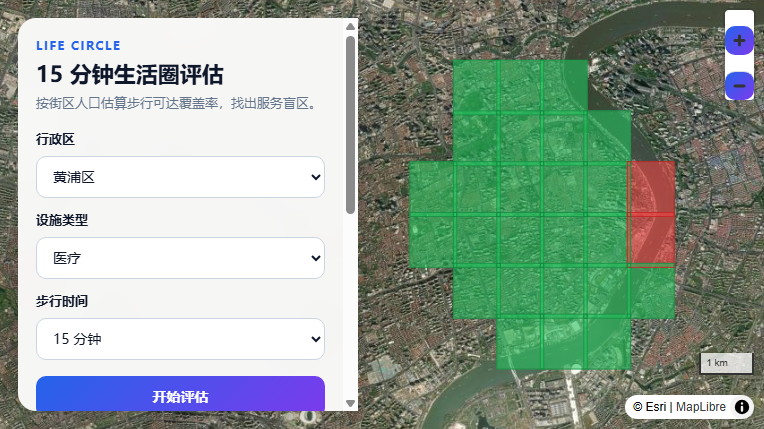 LIFE CIRCLE
15 分钟生活圈评估
按街区人口估算步行可达覆盖率，找出服务盲区。
行政区
黄浦区
设施类型
医疗
步行时间
15 分钟
开始评估
1 km
© Esri | MapLibre